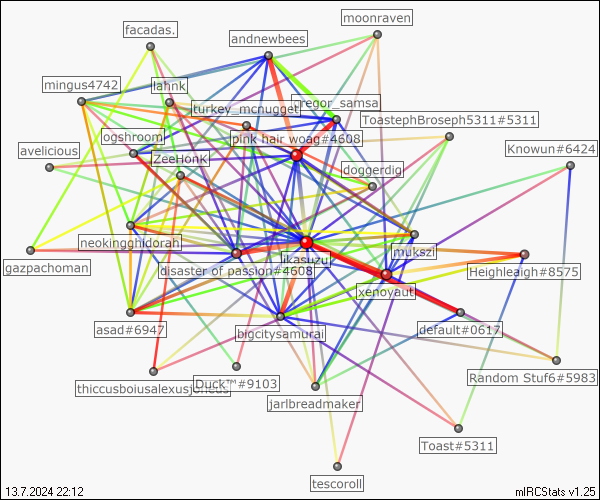 moonraven
facadas.
andnewbees
mingus4742
lahnk
turkey_mcnugget
gregor_samsa
ToastephBroseph5311#5311
ogshroom
pink hair woag#4608
Knowun#6424
avelicious
ZeeHonK
doggerdig
neokingghidorah
likasuzu
mukszi
gazpachoman
disaster of passion#4608
Heighleaigh#8575
xenoyaut
asad#6947
bigcitysamurai
default#0617
thiccusboiusalexusjoneus
Duck™#9103
Random Stuf6#5983
jarlbreadmaker
Toast#5311
tescoroll
13.7.2024 22:12
mIRCStats v1.25